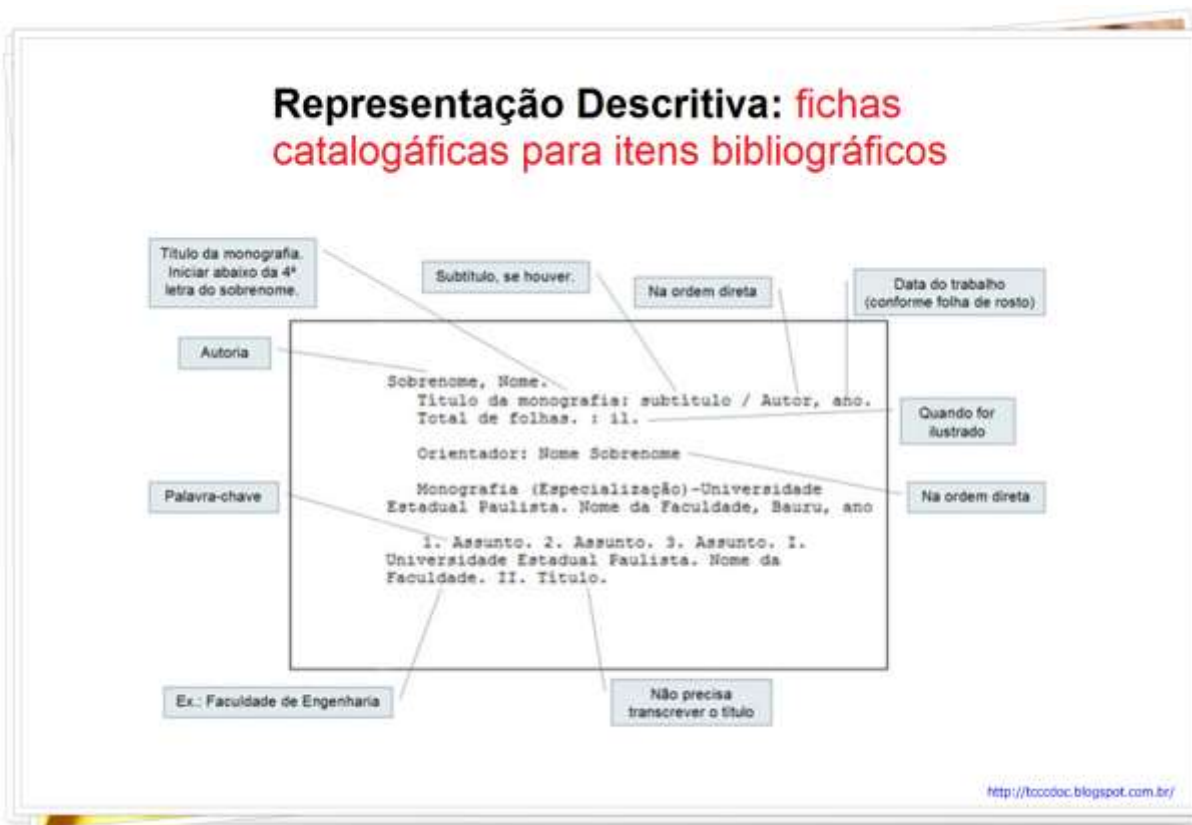 Representação Descritiva: fichas
catalogáficas para itens bibliográficos
Título da monografia.
Iniciar abaixo da 4ª
letra do sobrenome.
Subtítulo, se houver.
Na ordem direta
Data do trabalho
(conforme folha de rosto)
Autoria
Sobrenome, Nome.
Título da monografia: subtítulo / Autor, ano.
Total de folhas. : il.
Quando for
ilustrado
Orientador: Nome Sobrenome
Palavra-chave
Monografia (Especialização)-Universidade
Estadual Paulista. Nome da Faculdade, Bauru, ano
Na ordem direta
1. Assunto. 2. Assunto. 3. Assunto. I.
Universidade Estadual Paulista. Nome da
Faculdade. II. Título.
Ex.: Faculdade de Engenharia
Não precisa
transcrever o título
http://tcccdoc.blogspot.com.br/